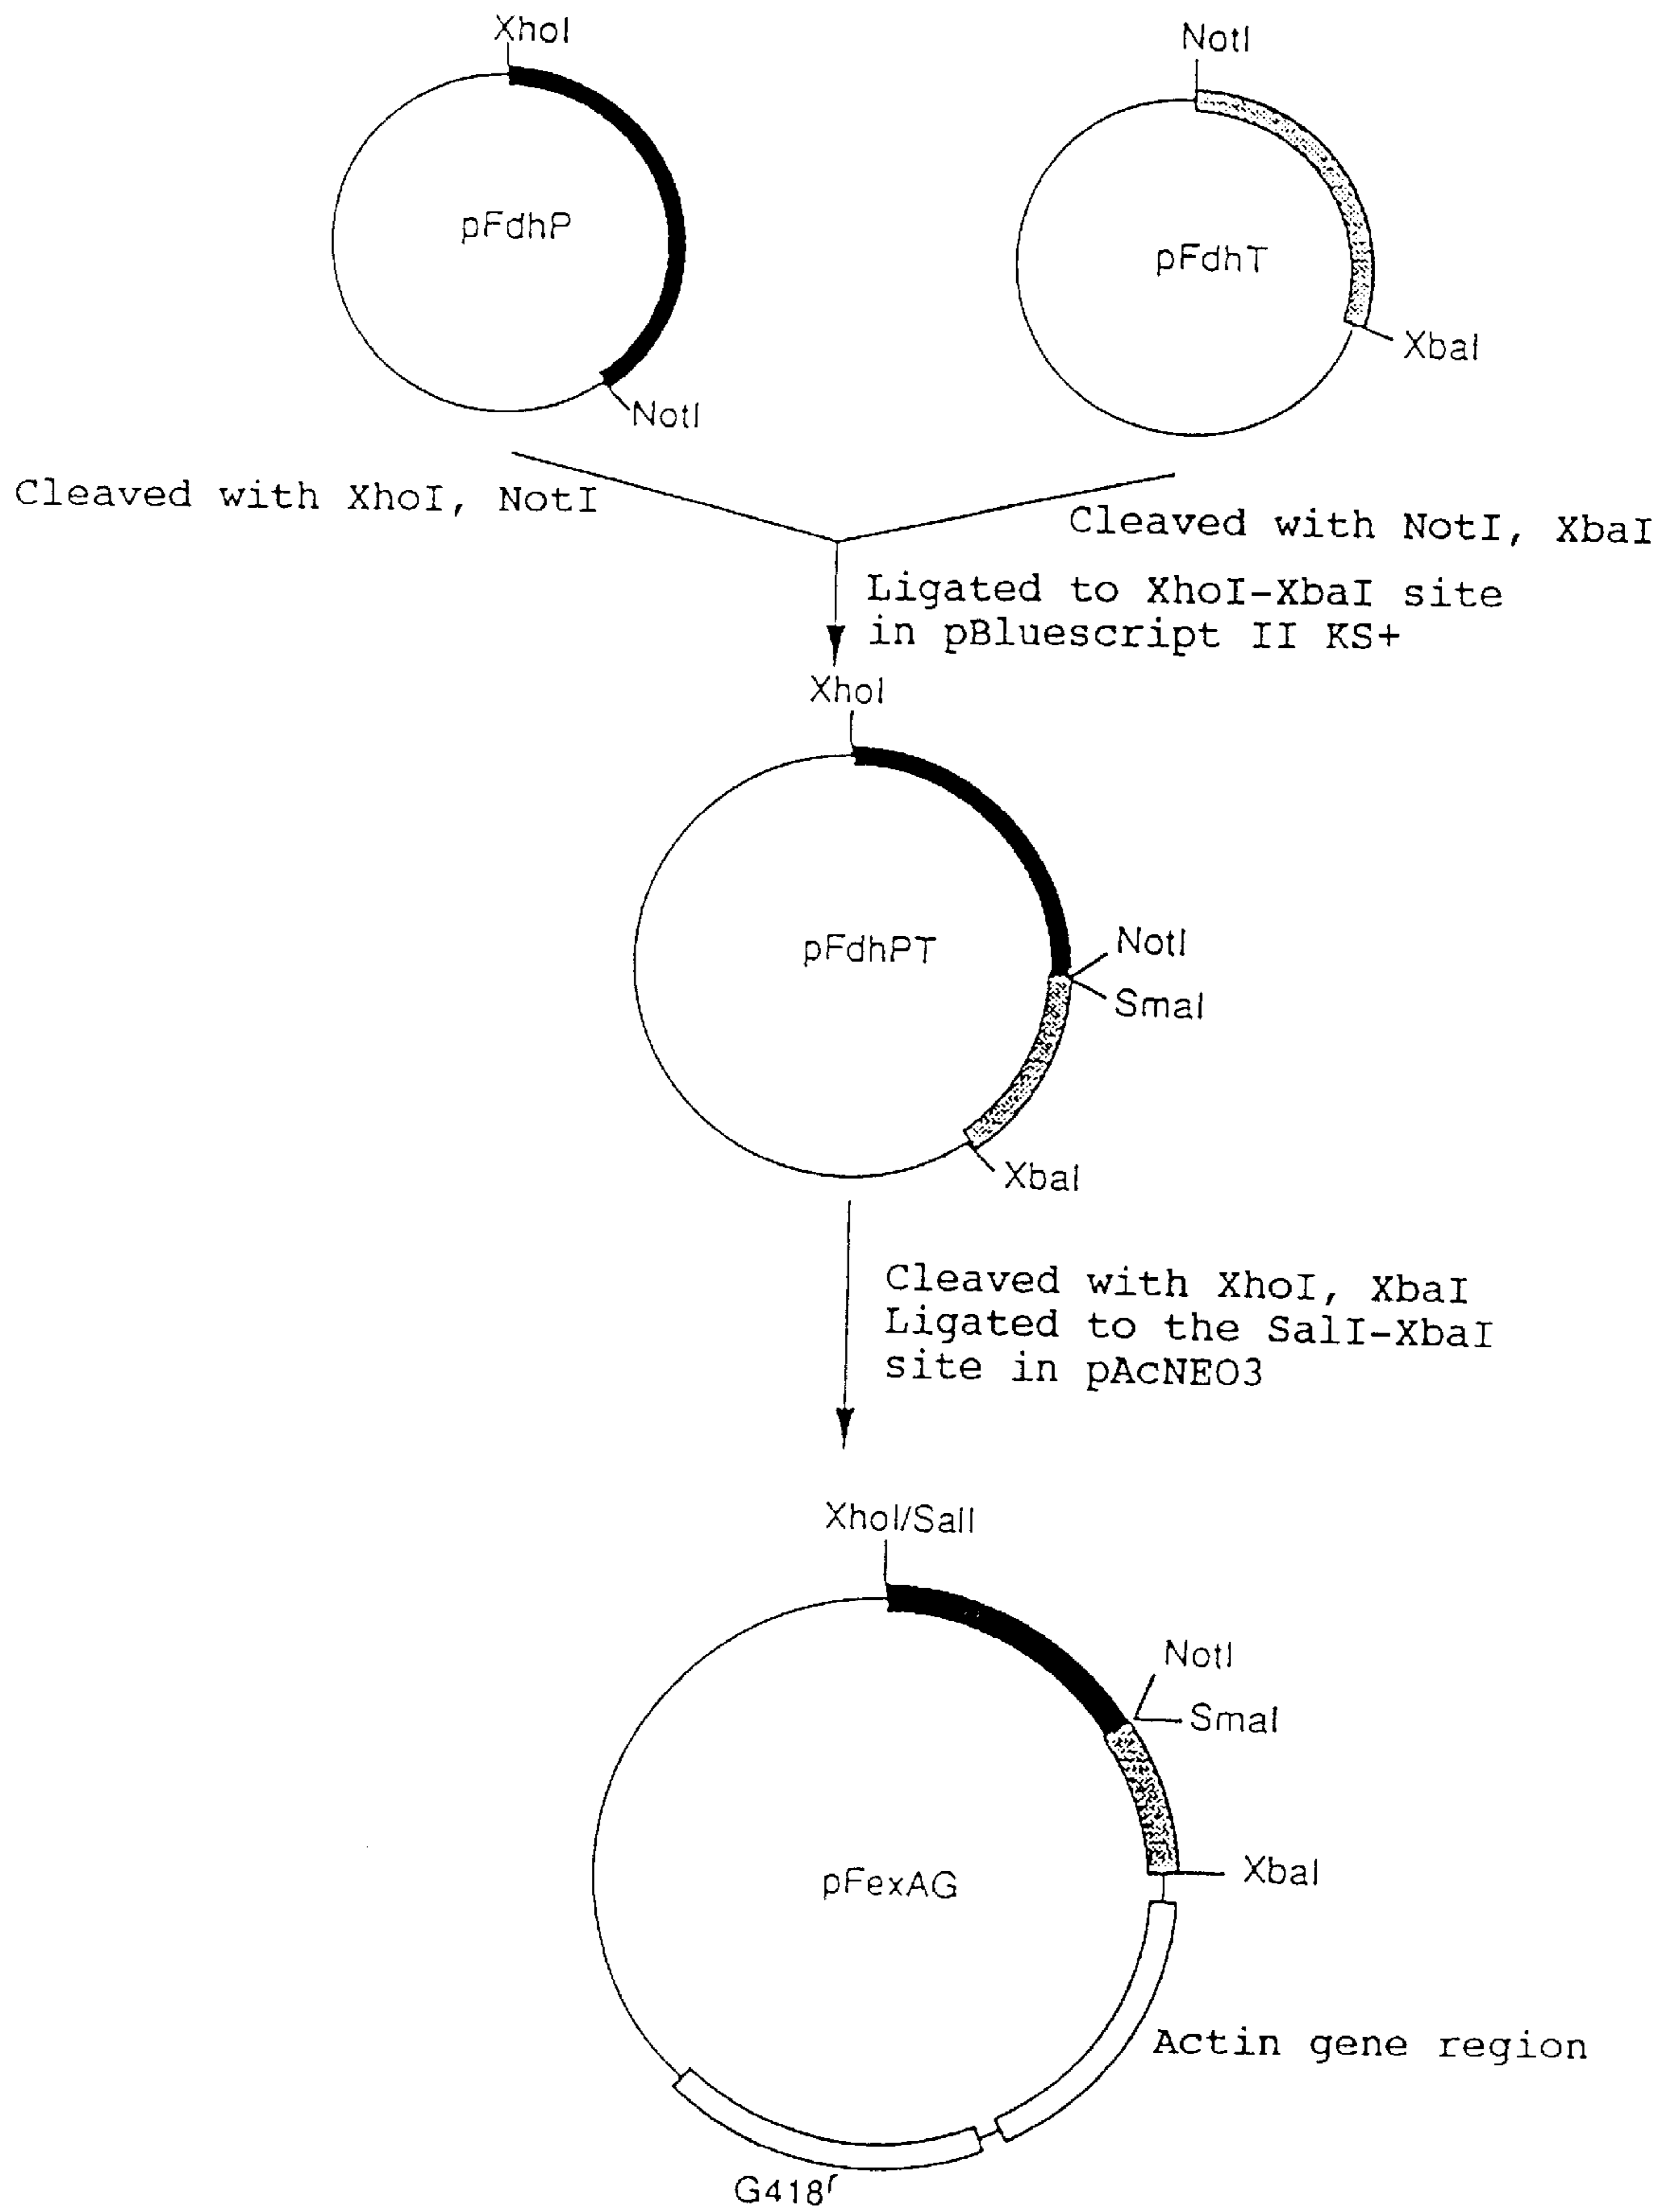 XhoI
NotI
pFdhP
pFdhT
XbaI
NotI
Cleaved with XhoI, NotI
Cleaved with NotI, XbaI
Ligated to XhoI-XbaI site
in pBluescript II KS+
XhoI
pFdhPT
NotI
SmaI
XbaI
Cleaved with XhoI, XbaI
Ligated to the SalI-XbaI
site in pAcNEO3
XhoI/SalI
NotI
SmaI
pFexAG
XbaI
Actin gene region
G418r